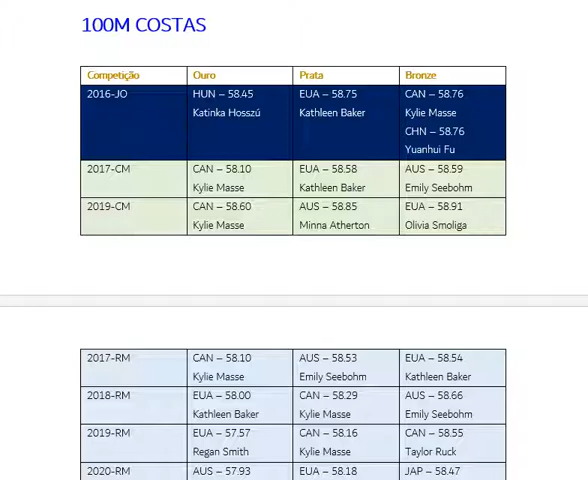 100M COSTAS
Competição Ouro Prata Bronze
2016-JO HUN – 58.45 EUA – 58.75 CAN – 58.76
Katinka Hosszú Kathleen Baker Kylie Masse
CHN – 58.76
Yuanhui Fu
2017-CM CAN – 58.10 EUA – 58.58 AUS – 58.59
Kylie Masse Kathleen Baker Emily Seebohm
2019-CM CAN – 58.60 AUS – 58.85 EUA – 58.91
Kylie Masse Minna Atherton Olivia Smoliga
2017-RM CAN – 58.10 AUS – 58.53 EUA – 58.54
Kylie Masse Emily Seebohm Kathleen Baker
2018-RM EUA – 58.00 CAN – 58.29 AUS – 58.66
Kathleen Baker Kylie Masse Emily Seebohm
2019-RM EUA – 57.57 CAN – 58.16 CAN – 58.55
Regan Smith Kylie Masse Taylor Ruck
2020-RM AUS – 57.93 EUA – 58.18 JAP – 58.47